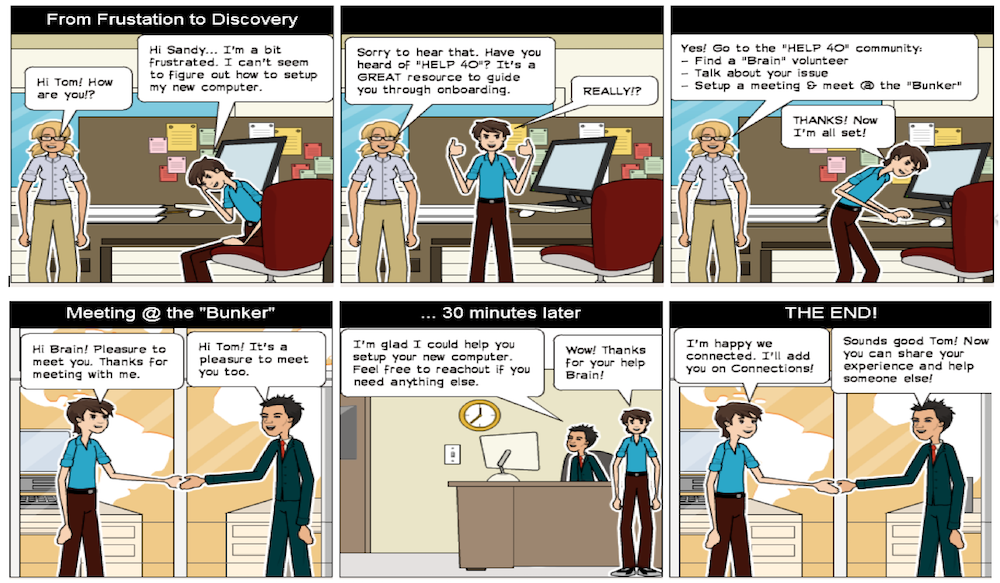 From Frustation to Discovery
Hi Tom! How
are you!?
Hi Sandy... I'm a bit
frustrated. I can't seem
to figure out how to setup
my new computer.
Sorry to hear that. Have you
heard of "HELP 40"? It's a
GREAT resource to guide
you through onboarding.
REALLY!?
Yes! Go to the "HELP 40" community:
- Find a "Brain" volunteer
- Talk about your issue
- Setup a meeting & meet @ the "Bunker"
THANKS! Now
I'm all set!
Meeting @ the "Bunker"
Hi Brain! Pleasure to
meet you. Thanks for
meeting with me.
Hi Tom! It's a
pleasure to meet
you too.
... 30 minutes later
I'm glad I could help you
setup your new computer.
Feel free to reachout if you
need anything else.
Wow! Thanks
for your help
Brain!
THE END!
I'm happy we
connected. I'll add
you on Connections!
Sounds good Tom! Now
you can share your
experience and help
someone else!